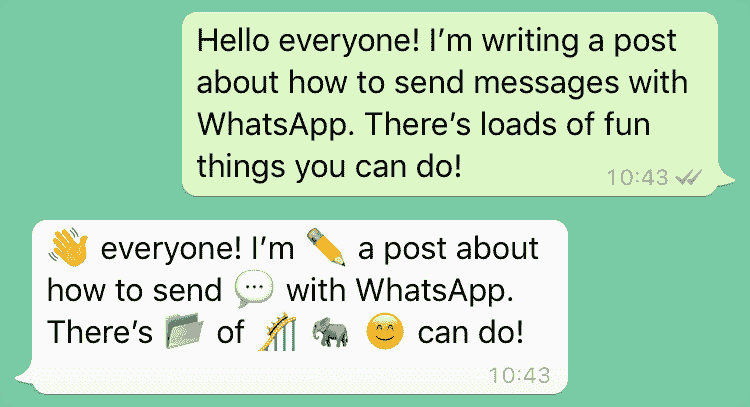 Hello everyone! I’m writing a post
about how to send messages with
WhatsApp. There’s loads of fun
things you can do!
10:43
👋 everyone! I’m ✏️ a post about
how to send 💬 with WhatsApp.
There’s 📂 of 🎢 🐘 😊 can do!
10:43